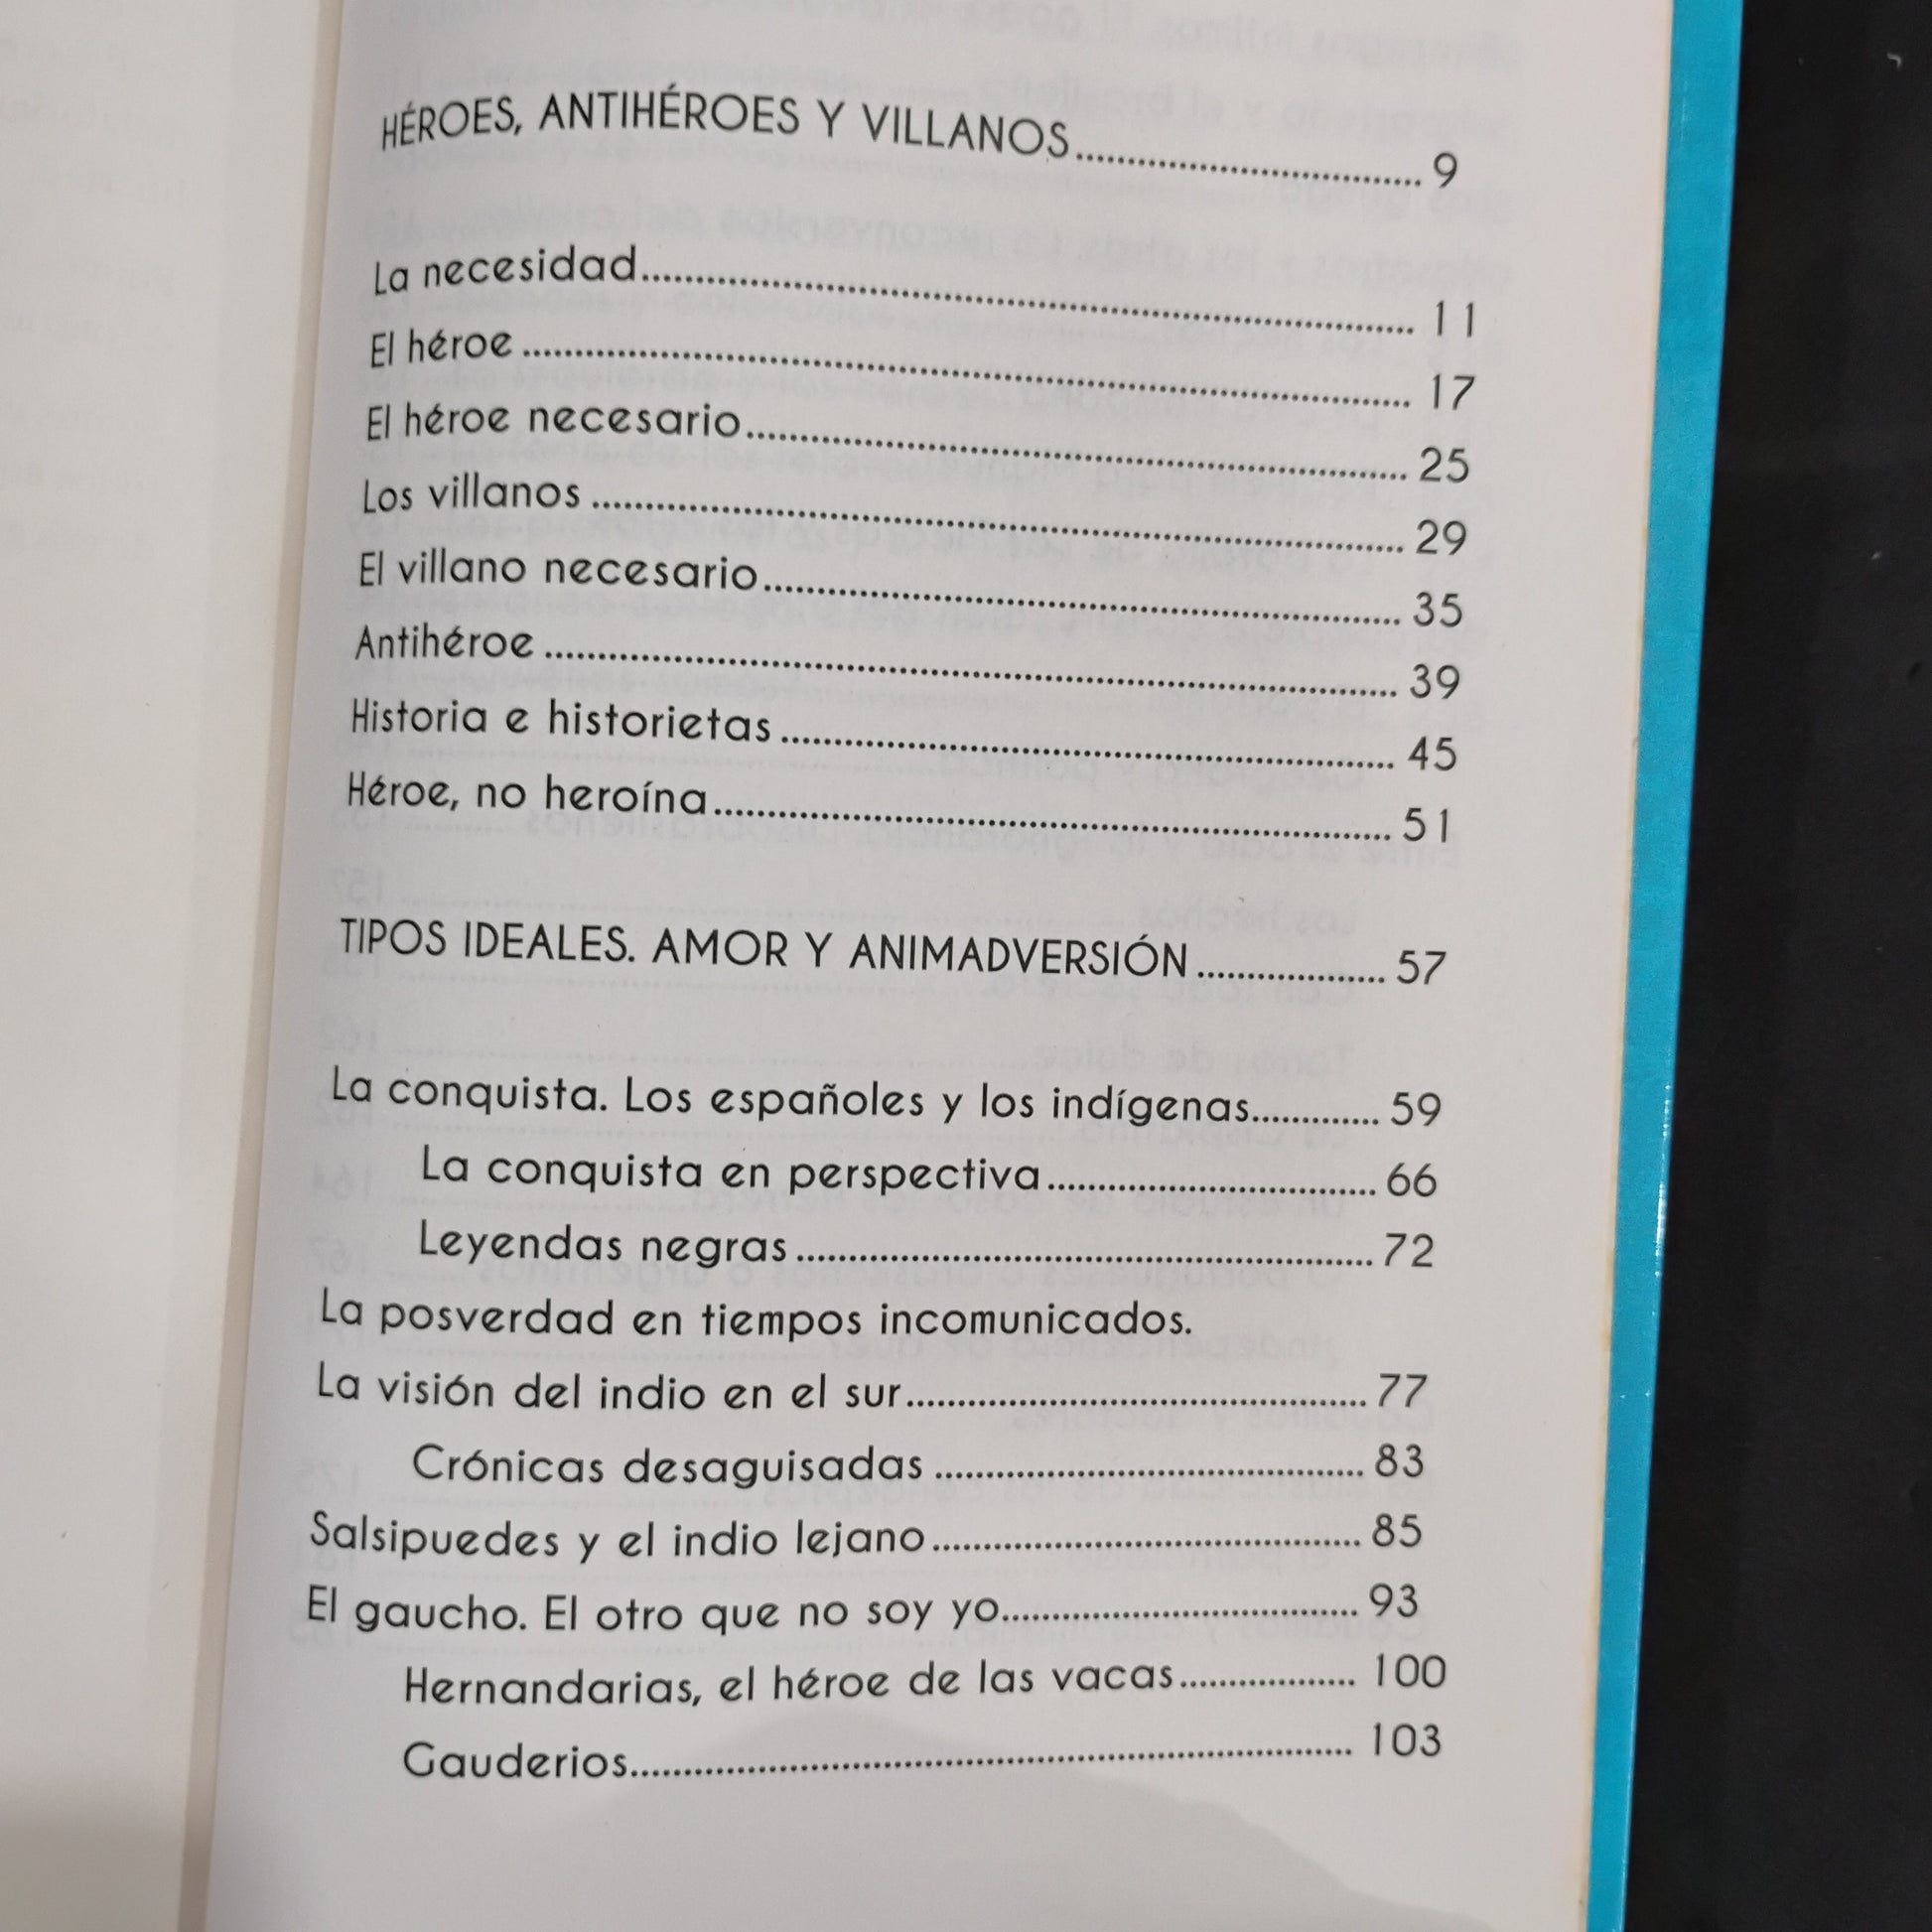 HÉROES, ANTIHÉROES Y VILLANOS.................................. 9
La necesidad.......................................................................... 11
El héroe ................................................................................... 17
El héroe necesario................................................................ 25
Los villanos ............................................................................. 29
El villano necesario.............................................................. 35
Antihéroe ................................................................................. 39
Historia e historietas ............................................................ 45
Héroe, no heroína.................................................................. 51
TIPOS IDEALES. AMOR Y ANIMADVERSIÓN .................. 57
La conquista. Los españoles y los indígenas............. 59
La conquista en perspectiva................................ 66
Leyendas negras ........................................................ 72
La posverdad en tiempos incomunicados.
La visión del indio en el sur............................................. 77
Crónicas desaguisadas .......................................... 83
Salsipuedes y el indio lejano.......................................... 85
El gaucho. El otro que no soy yo................................... 93
Hernandarias, el héroe de las vacas................. 100
Gauderios...................................................................... 103